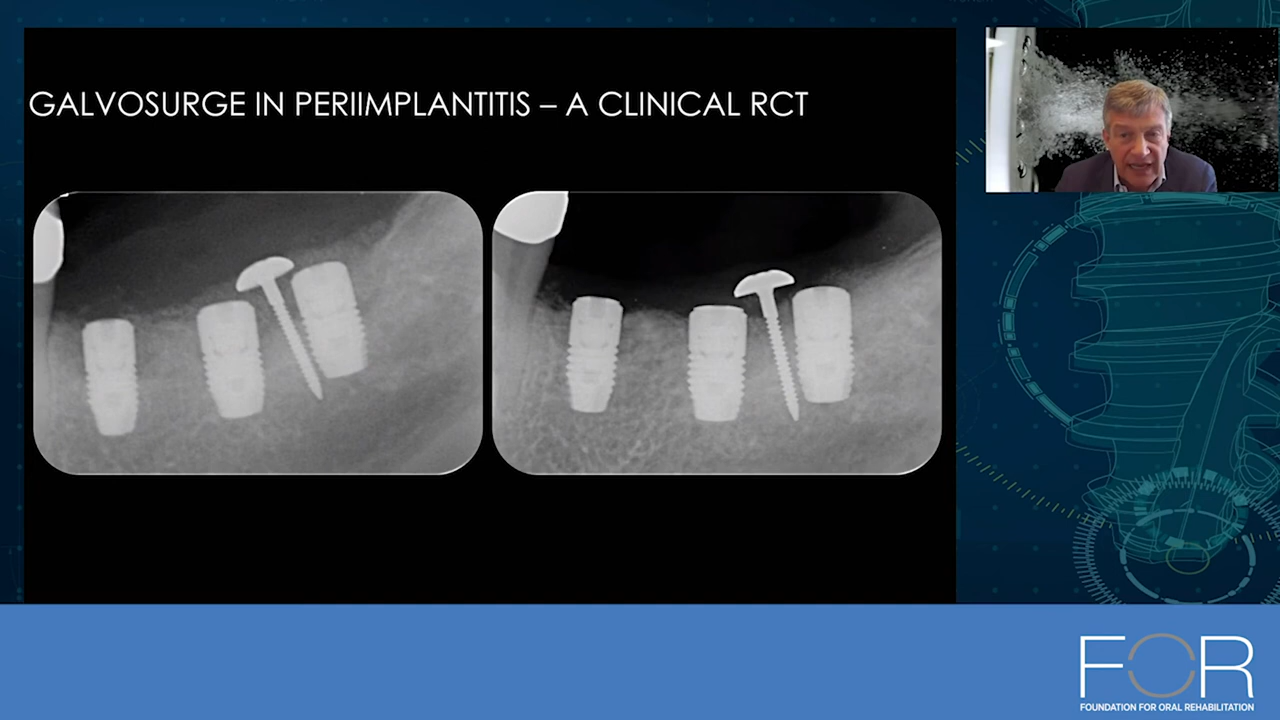 GALVOSURGE IN PERIIMPLANTITIS – A CLINICAL RCT
FOR
FOUNDATION FOR ORAL REHABILITATION